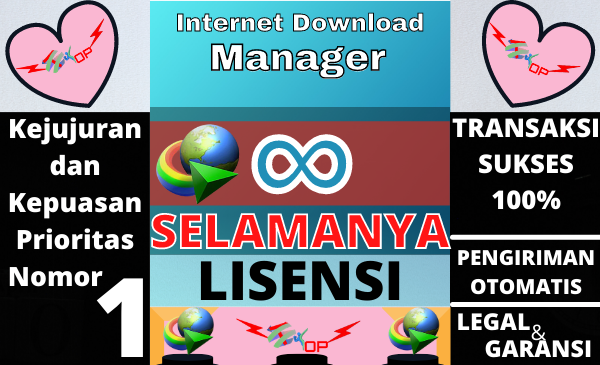 Internet Download
Manager
Kejujuran
dan
Kepuasan
Prioritas
Nomor
1
SELAMANYA
LISENSI
TRANSAKSI
SUKSES
100%
PENGIRIMAN
OTOMATIS
LEGAL
&
GARANSI
OP
OP
OP